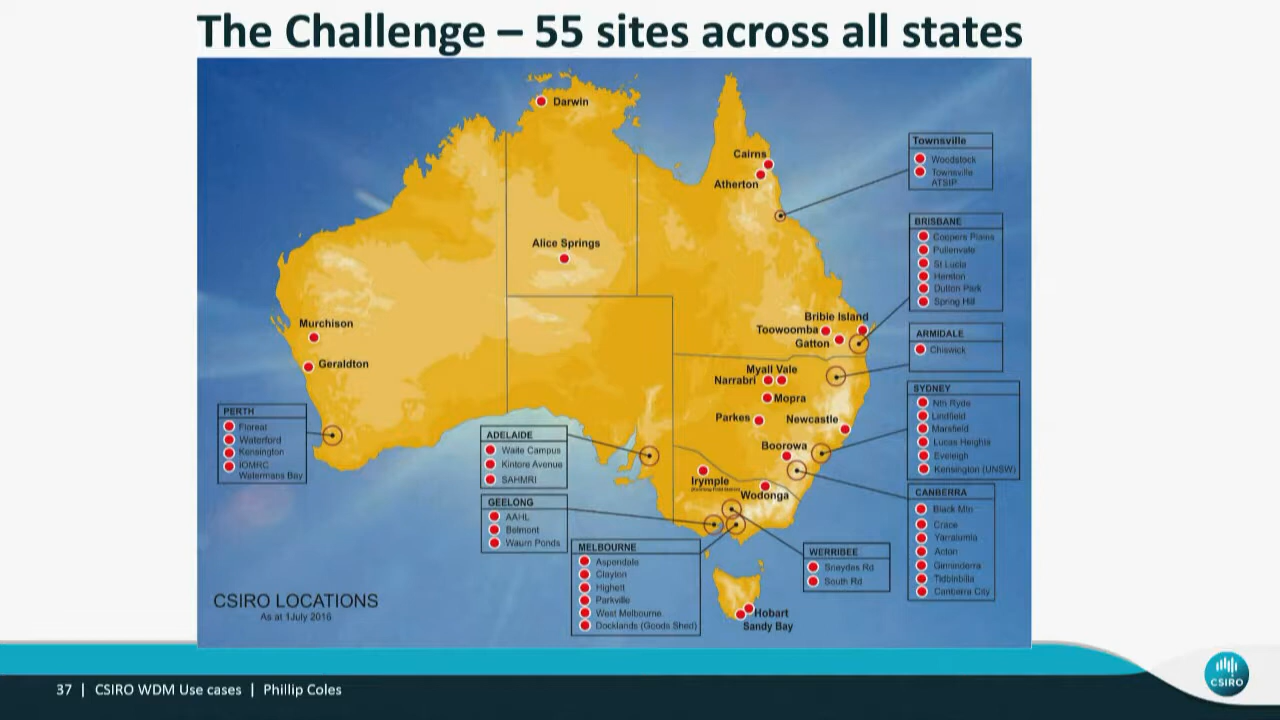 The Challenge – 55 sites across all states
Darwin
Cairns
Atherton
Alice Springs
Murchison
Geraldton
Bribie Island
Toowoomba
Gatton
Myall Vale
Narrabri
Mopra
Parkes
Newcastle
Boorowa
Irymple
Wodonga
Hobart
Sandy Bay
Townsville
Woodstock
Townsville
ATSIP
BRISBANE
Coopers Plains
Pullenvale
St Lucia
Herston
Dutton Park
Spring Hill
ARMIDALE
Chiswick
SYDNEY
Nth Ryde
Lindfield
Marsfield
Lucas Heights
Eveleigh
Kensington (UNSW)
CANBERRA
Black Mtn
Crace
Yarralumla
Acton
Ginninderra
Tidbinbilla
Canberra City
PERTH
Floreat
Waterford
Kensington
IOMRC
Watermans Bay
ADELAIDE
Waite Campus
Kintore Avenue
SAHMRI
GEELONG
AAHL
Belmont
Waurn Ponds
MELBOURNE
Aspendale
Clayton
Highett
Parkville
West Melbourne
Docklands (Goods Shed)
WERRIBEE
Sneydes Rd
South Rd
CSIRO LOCATIONS
As at 1July 2016
37 | CSIRO WDM Use cases | Phillip Coles
CSIRO